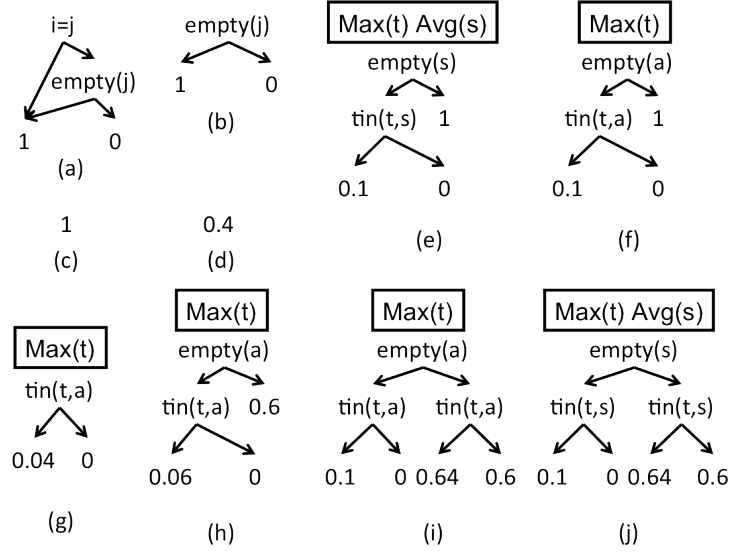 i=j
empty(j)
1
0
(a)
empty(j)
1
0
(b)
1
(c)
0.4
(d)
Max(t) Avg(s)
empty(s)
tin(t,s)
1
0.1
0
(e)
Max(t)
empty(a)
tin(t,a)
1
0.1
0
(f)
Max(t)
tin(t,a)
0.04
0
(g)
Max(t)
empty(a)
tin(t,a)
0.6
0.06
0
(h)
Max(t)
empty(a)
tin(t,a)
tin(t,a)
0.1
0
0.64
0.6
(i)
Max(t) Avg(s)
empty(s)
tin(t,s)
tin(t,s)
0.1
0
0.64
0.6
(j)